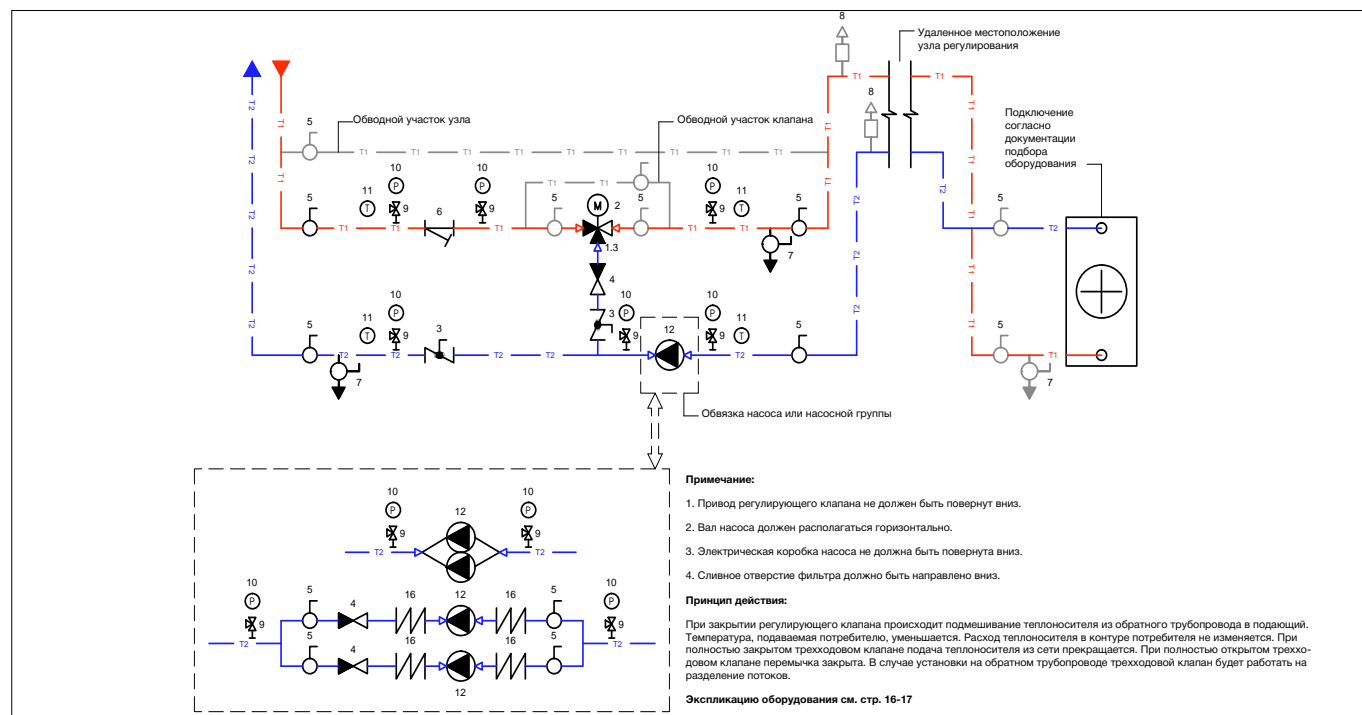 8
Удаленное местоположение
узла регулирования
T1 T1
8
T2 T1 T1 T1
5 Обводной участок узла Обводной участок клапана
Подключение
согласно
документации
подбора
оборудования
T1 T1 T1 T1 T1 T1 T1 T1
T2 T1 T1 T1
10 10 10
11 P P T1 T1 P 11
5 T 9 6 9 5 M 2 5 9 T 5
T1 T1 T1 T1 T1 T1 T1
1.3 7
T2 T2 T2 5
T2
T2 4 T2 T1
10 10 10
11 P P P 11
5 T 9 3 3 9 12 9 T 5 5
T2 T2 T2 T2 T2 T1
7 7
Обвязка насоса или насосной группы
10 12 10
P P
9 9
T2 T2
12
10 5 4 16 12 16 5 10
P P
9 9
T2 5 4 16 16 5 T2
12
Примечание:
1. Привод регулирующего клапана не должен быть повернут вниз.
2. Вал насоса должен располагаться горизонтально.
3. Электрическая коробка насоса не должна быть повернута вниз.
4. Сливное отверстие фильтра должно быть направлено вниз.
Принцип действия:
При закрытии регулирующего клапана происходит подмешивание теплоносителя из обратного трубопровода в подающий.
Температура, подаваемая потребителю, уменьшается. Расход теплоносителя в контуре потребителя не изменяется. При
полностью закрытом трехходовом клапане подача теплоносителя из сети прекращается. При полностью открытом треххо-
довом клапане перемычка закрыта. В случае установки на обратном трубопроводе трехходовой клапан будет работать на
разделение потоков.
Экспликацию оборудования см. стр. 16-17